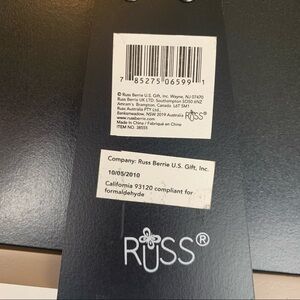 7 85275 06599 1
© Russ Berrie U.S. Gift, Inc. Wayne, NJ 07470
Russ Berrie UK LTD. Southampton SO50 6NZ
Amram's Brampton, Canada. L6T 5M1
Russ Australia PTY Ltd.,
Banksmeadow, NSW 2019 Australia
www.russberrie.com
Made in China / Fabriqué en Chine
ITEM NO. 38555
RUSS®
Company: Russ Berrie U.S. Gift, Inc.
10/05/2010
California 93120 compliant for
formaldehyde
RUSS®